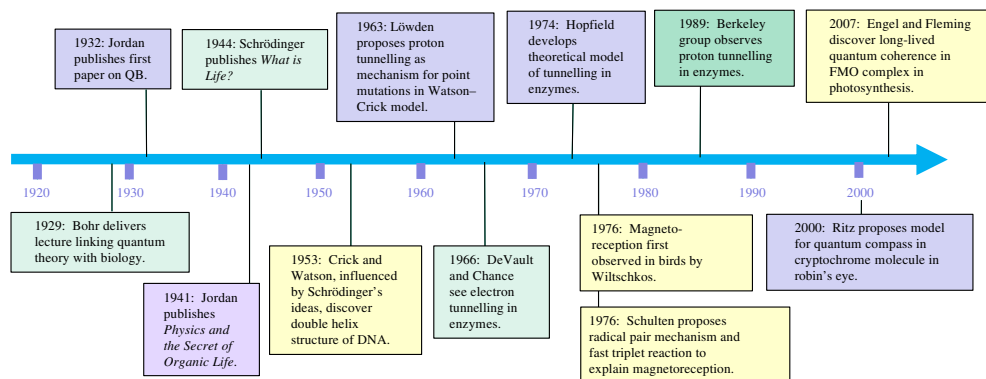 1932: Jordan
publishes first
paper on QB.
1944: Schrödinger
publishes What is
Life?
1963: Löwden
proposes proton
tunnelling as
mechanism for point
mutations in Watson–
Crick model.
1974: Hopfield
develops
theoretical model
of tunnelling in
enzymes.
1989: Berkeley
group observes
proton tunnelling
in enzymes.
2007: Engel and Fleming
discover long-lived
quantum coherence in
FMO complex in
photosynthesis.
1920
1930
1940
1950
1960
1970
1980
1990
2000
1929: Bohr delivers
lecture linking quantum
theory with biology.
1941: Jordan
publishes
Physics and
the Secret of
Organic Life.
1953: Crick and
Watson, influenced
by Schrödinger's
ideas, discover
double helix
structure of DNA.
1966: DeVault
and Chance
see electron
tunnelling in
enzymes.
1976: Magneto-
reception first
observed in birds by
Wiltschkos.
1976: Schulten proposes
radical pair mechanism and
fast triplet reaction to
explain magnetoreception.
2000: Ritz proposes model
for quantum compass in
cryptochrome molecule in
robin's eye.